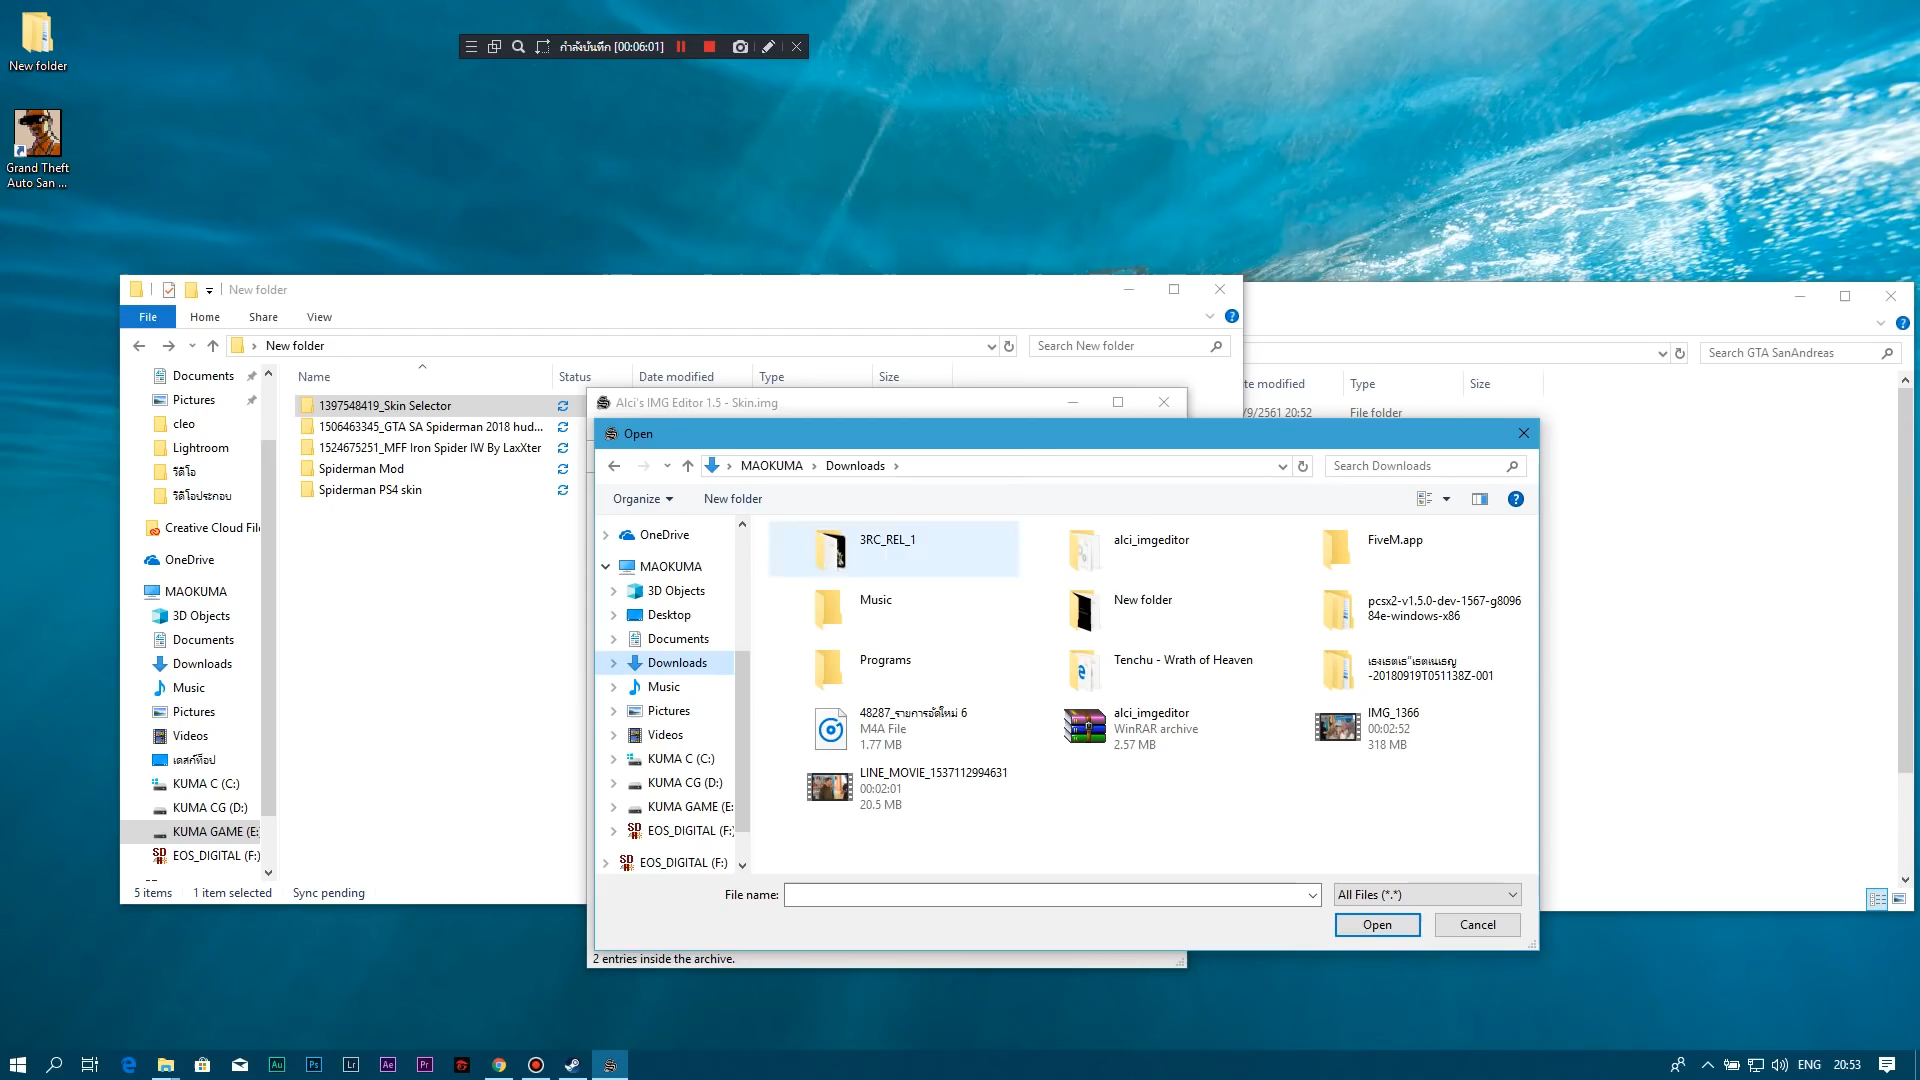 New folder
Grand Theft
Auto San ...
กำลังบันทึก [00:06:01]
New folder
File
Home
Share
View
New folder
Search New folder
Documents
Pictures
cleo
Lightroom
วีดีโอ
วีดีโอประกอบ
Creative Cloud Fil
OneDrive
MAOKUMA
3D Objects
Documents
Downloads
Music
Pictures
Videos
เดสก์ท็อป
KUMA C (C:)
KUMA CG (D:)
KUMA GAME (E:
EOS_DIGITAL (F:)
Name
Status
Date modified
Type
Size
1397548419_Skin Selector
1506463345_GTA SA Spiderman 2018 hud...
1524675251_MFF Iron Spider IW By LaxXter
Spiderman Mod
Spiderman PS4 skin
5 items
1 item selected
Sync pending
Search GTA SanAndreas
te modified
Type
Size
/9/2561 20:52
File folder
Alci's IMG Editor 1.5 - Skin.img
Open
MAOKUMA
Downloads
Search Downloads
Organize
New folder
OneDrive
MAOKUMA
3D Objects
Desktop
Documents
Downloads
Music
Pictures
Videos
KUMA C (C:)
KUMA CG (D:)
KUMA GAME (E:
EOS_DIGITAL (F:)
EOS_DIGITAL (F:)
3RC_REL_1
alci_imgeditor
FiveM.app
Music
New folder
pcsx2-v1.5.0-dev-1567-g8096
84e-windows-x86
Programs
Tenchu - Wrath of Heaven
-20180919T051138Z-001
48287_รายการอัดใหม่ 6
M4A File
1.77 MB
alci_imgeditor
WinRAR archive
2.57 MB
IMG_1366
00:02:52
318 MB
LINE_MOVIE_1537112994631
00:02:01
20.5 MB
File name:
All Files (*.*)
Open
Cancel
2 entries inside the archive.
Au
Ps
Lr
Ae
Pr
ENG
20:53